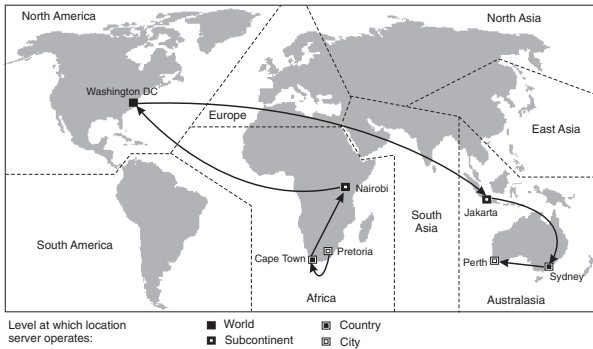 North America
North Asia
Washington DC
Europe
East Asia
Nairobi
South
Asia
Jakarta
South America
Cape Town
Pretoria
Perth
Sydney
Africa
Australasia
Level at which location
server operates:
World
Subcontinent
Country
City